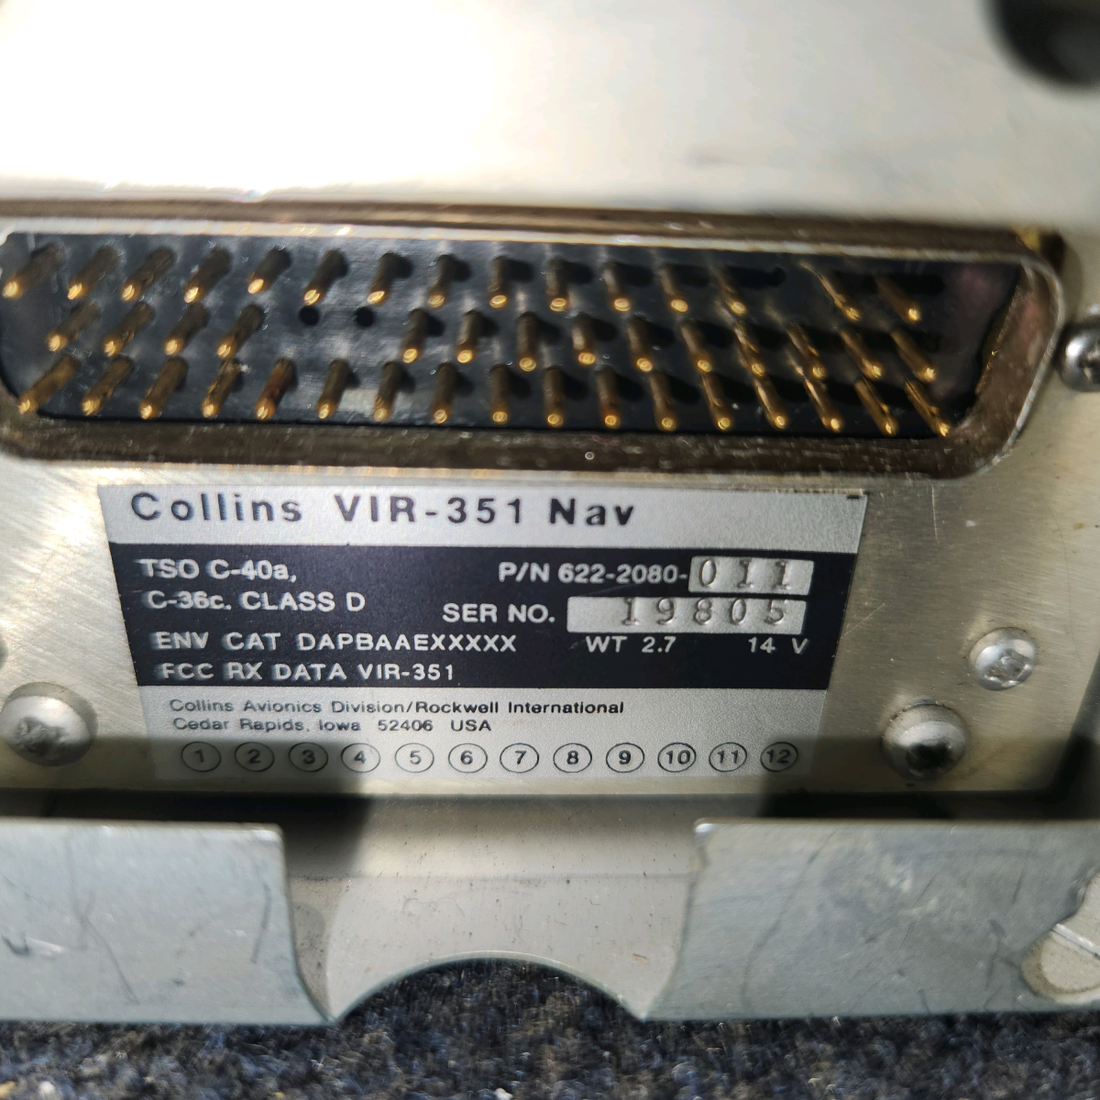 Collins VIR-351 Nav
TSO C-40a,
C-36c. CLASS D
P/N 622-2080-011
SER NO. 19805
ENV CAT DAPBAAEXXXXX WT 2.7 14 V
FCC RX DATA VIR-351
Collins Avionics Division/Rockwell International
Cedar Rapids, Iowa 52406 USA
1 2 3 4 5 6 7 8 9 10 11 12